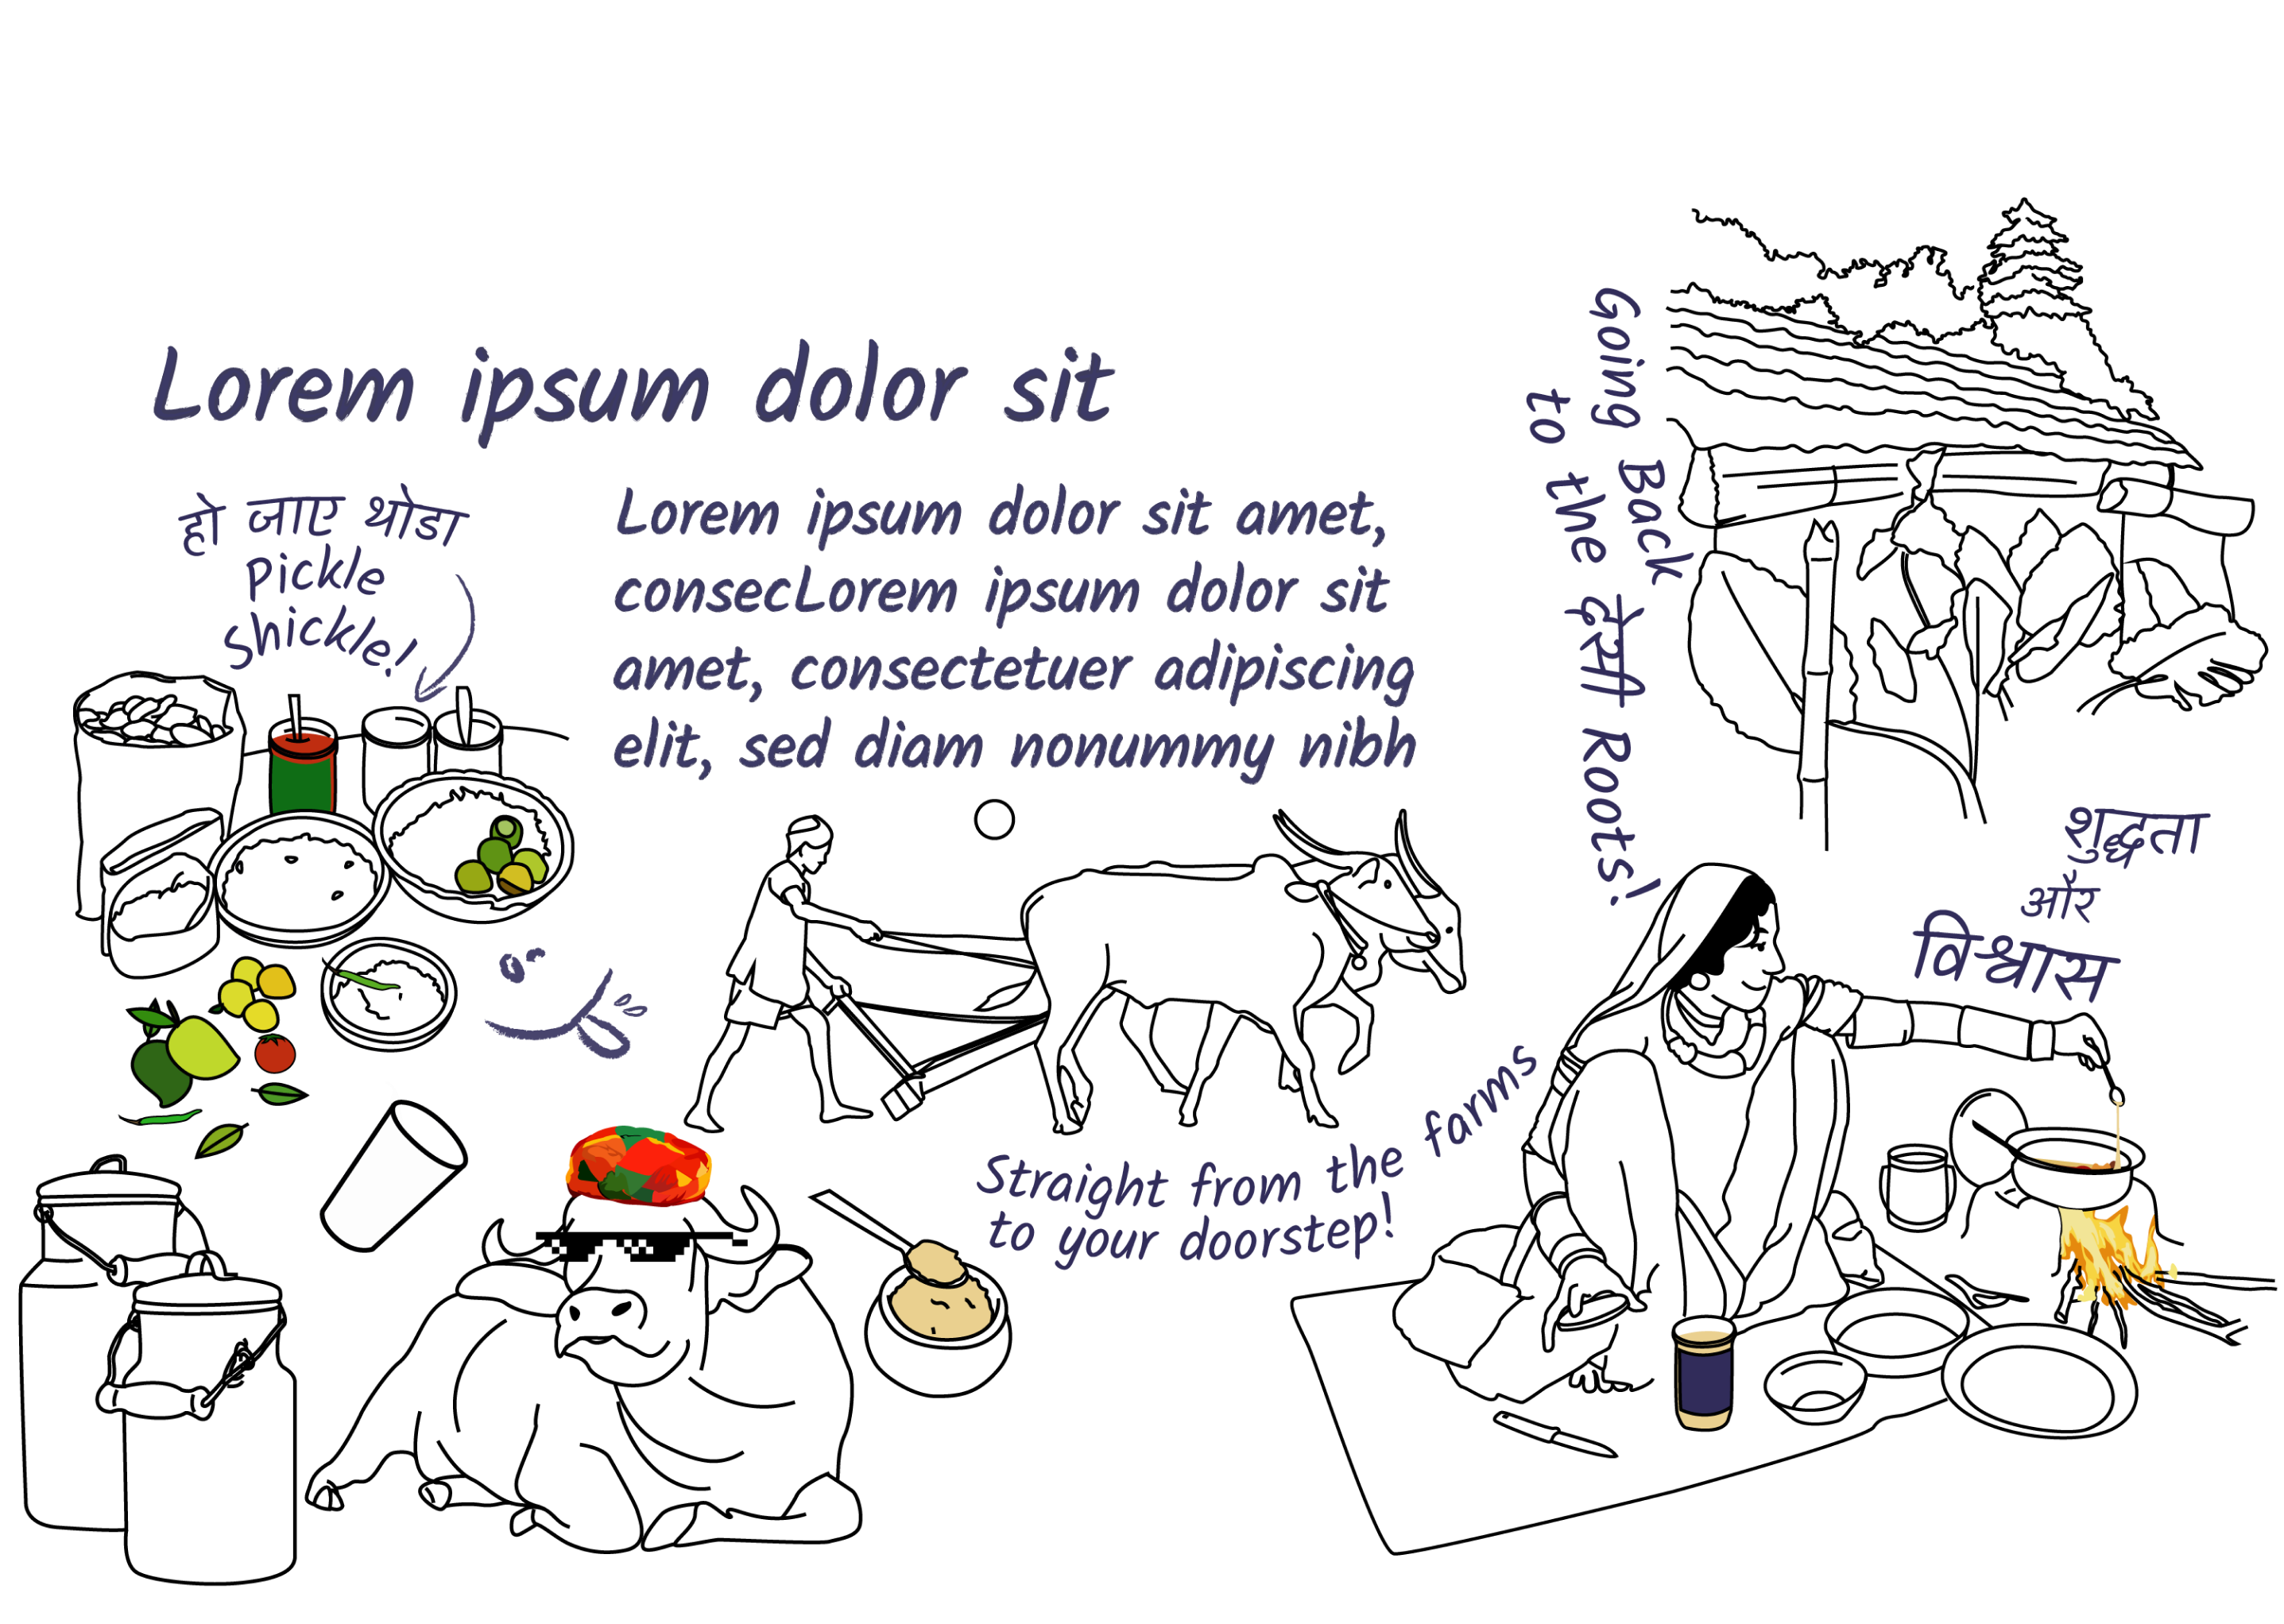 Lorem ipsum dolor sit
हो जाए थोडा
Pickle
Shickle!
Lorem ipsum dolor sit amet,
consecLorem ipsum dolor sit
amet, consectetuer adipiscing
elit, sed diam nonummy nibh
Going Back
to the देसी Roots!
शुद्धता
और
विश्वास
Straight from the farms
to your doorstep!